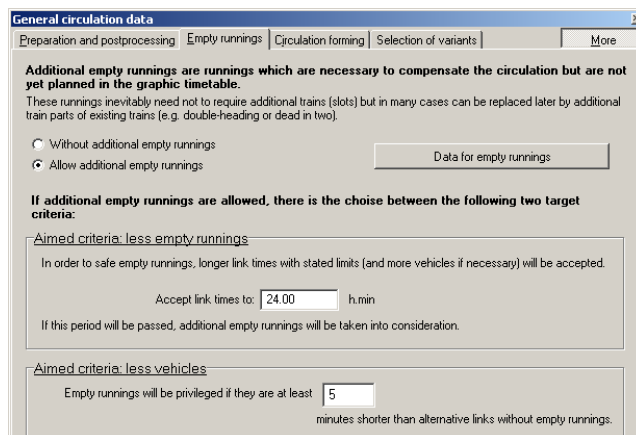 General circulation data
Preparation and postprocessing Empty runnings Circulation forming Selection of variants More
Additional empty runnings are runnings which are necessary to compensate the circulation but are not
yet planned in the graphic timetable.
These runnings inevitably need not to require additional trains (slots) but in many cases can be replaced later by additional
train parts of existing trains (e.g. double-heading or dead in two).
Without additional empty runnings
Allow additional empty runnings
Data for empty runnings
If additional empty runnings are allowed, there is the choise between the following two target
criteria:
Aimed criteria: less empty runnings
In order to safe empty runnings, longer link times with stated limits (and more vehicles if necessary) will be accepted.
Accept link times to: 24.00 h.min
If this period will be passed, additional empty runnings will be taken into consideration.
Aimed criteria: less vehicles
Empty runnings will be privileged if they are at least 5
minutes shorter than alternative links without empty runnings.